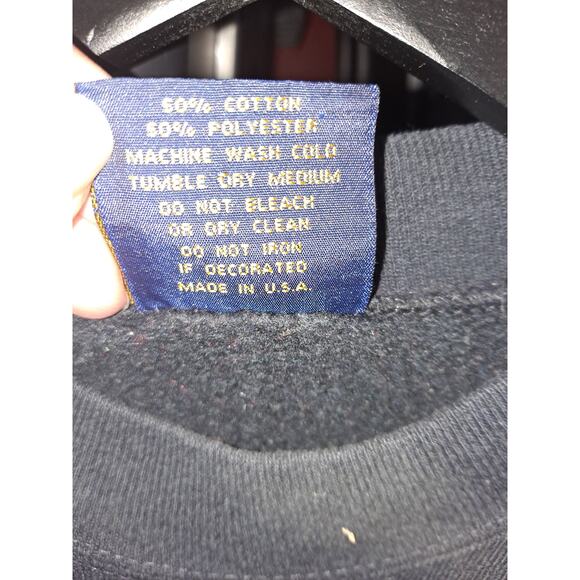 50% COTTON
50% POLYESTER
MACHINE WASH COLD
TUMBLE DRY MEDIUM
DO NOT BLEACH
OR DRY CLEAN
DO NOT IRON
IF DECORATED
MADE IN U.S.A.